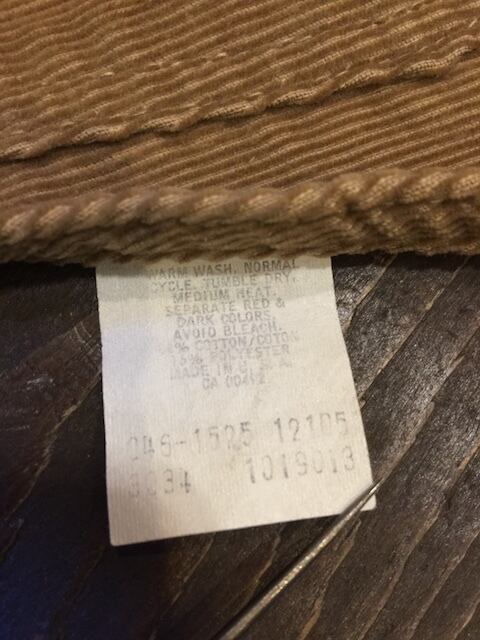 WARM WASH, NORMAL
CYCLE. TUMBLE DRY,
MEDIUM HEAT.
SEPARATE RED &
DARK COLORS.
AVOID BLEACH.
% COTTON/COTON
% POLYESTER
MADE IN U.S.A.
CA 00412
046-1525 12105
3034 1019013